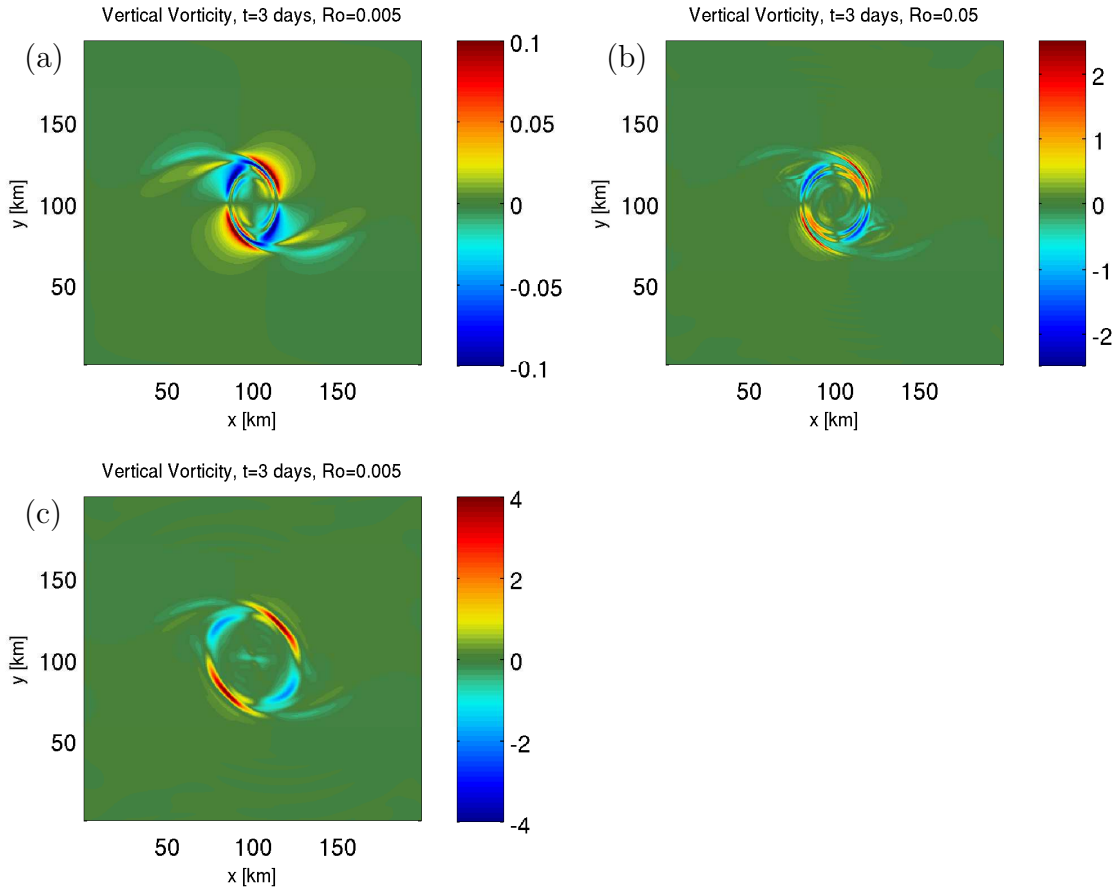 Vertical Vorticity, t=3 days, Ro=0.005
(a)
0.1
0.05
0
-0.05
-0.1
150
100
50
y [km]
50 100 150
x [km]
Vertical Vorticity, t=3 days, Ro=0.05
(b)
2
1
0
-1
-2
150
100
50
y [km]
50 100 150
x [km]
Vertical Vorticity, t=3 days, Ro=0.005
(c)
4
2
0
-2
-4
150
100
50
y [km]
50 100 150
x [km]